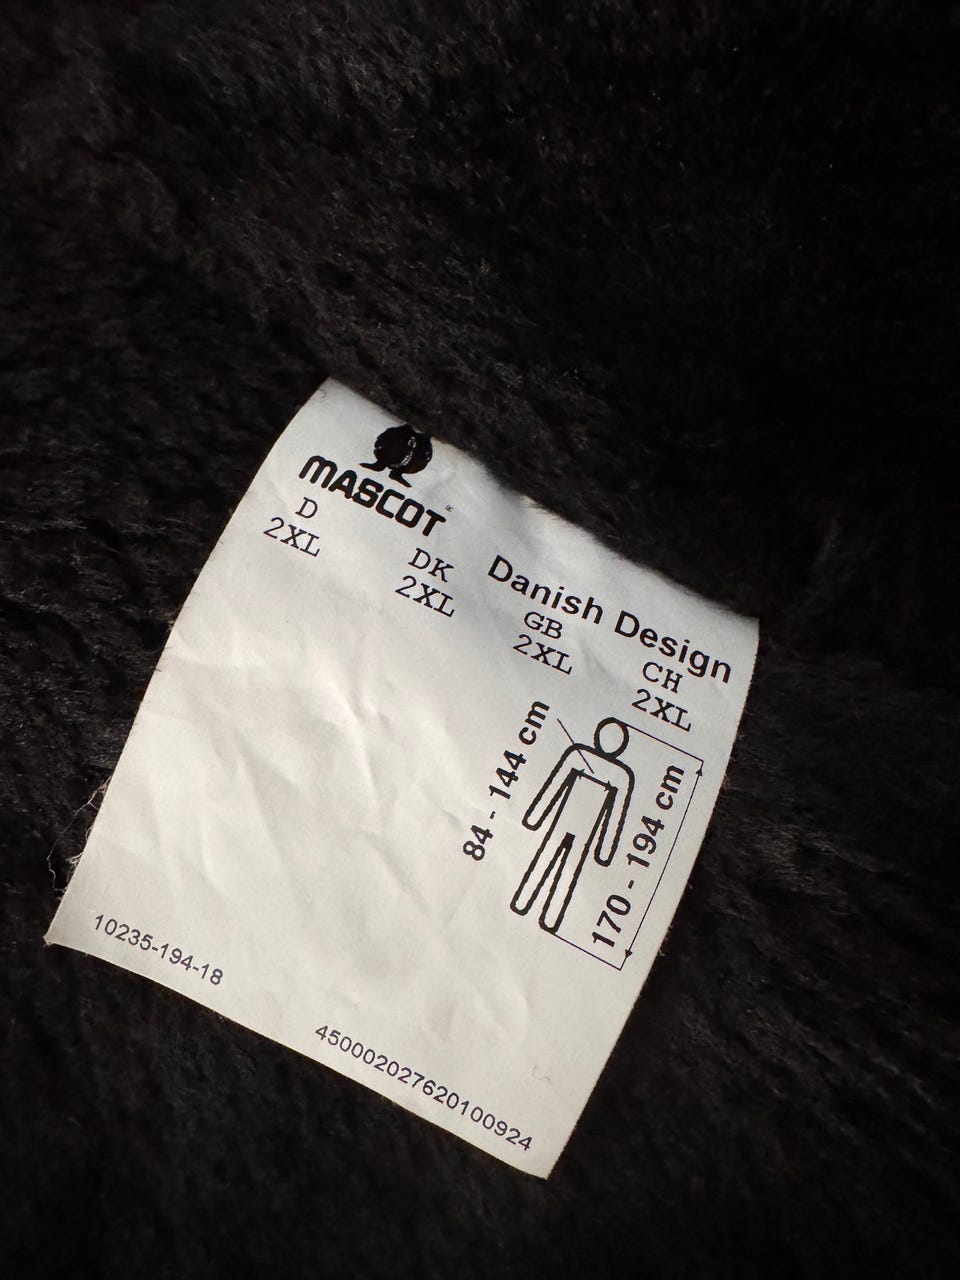 MASCOT®
Danish Design
D DK GB CH
2XL 2XL 2XL 2XL
84 - 144 cm
170 - 194 cm
10235-194-18
450002027620100924